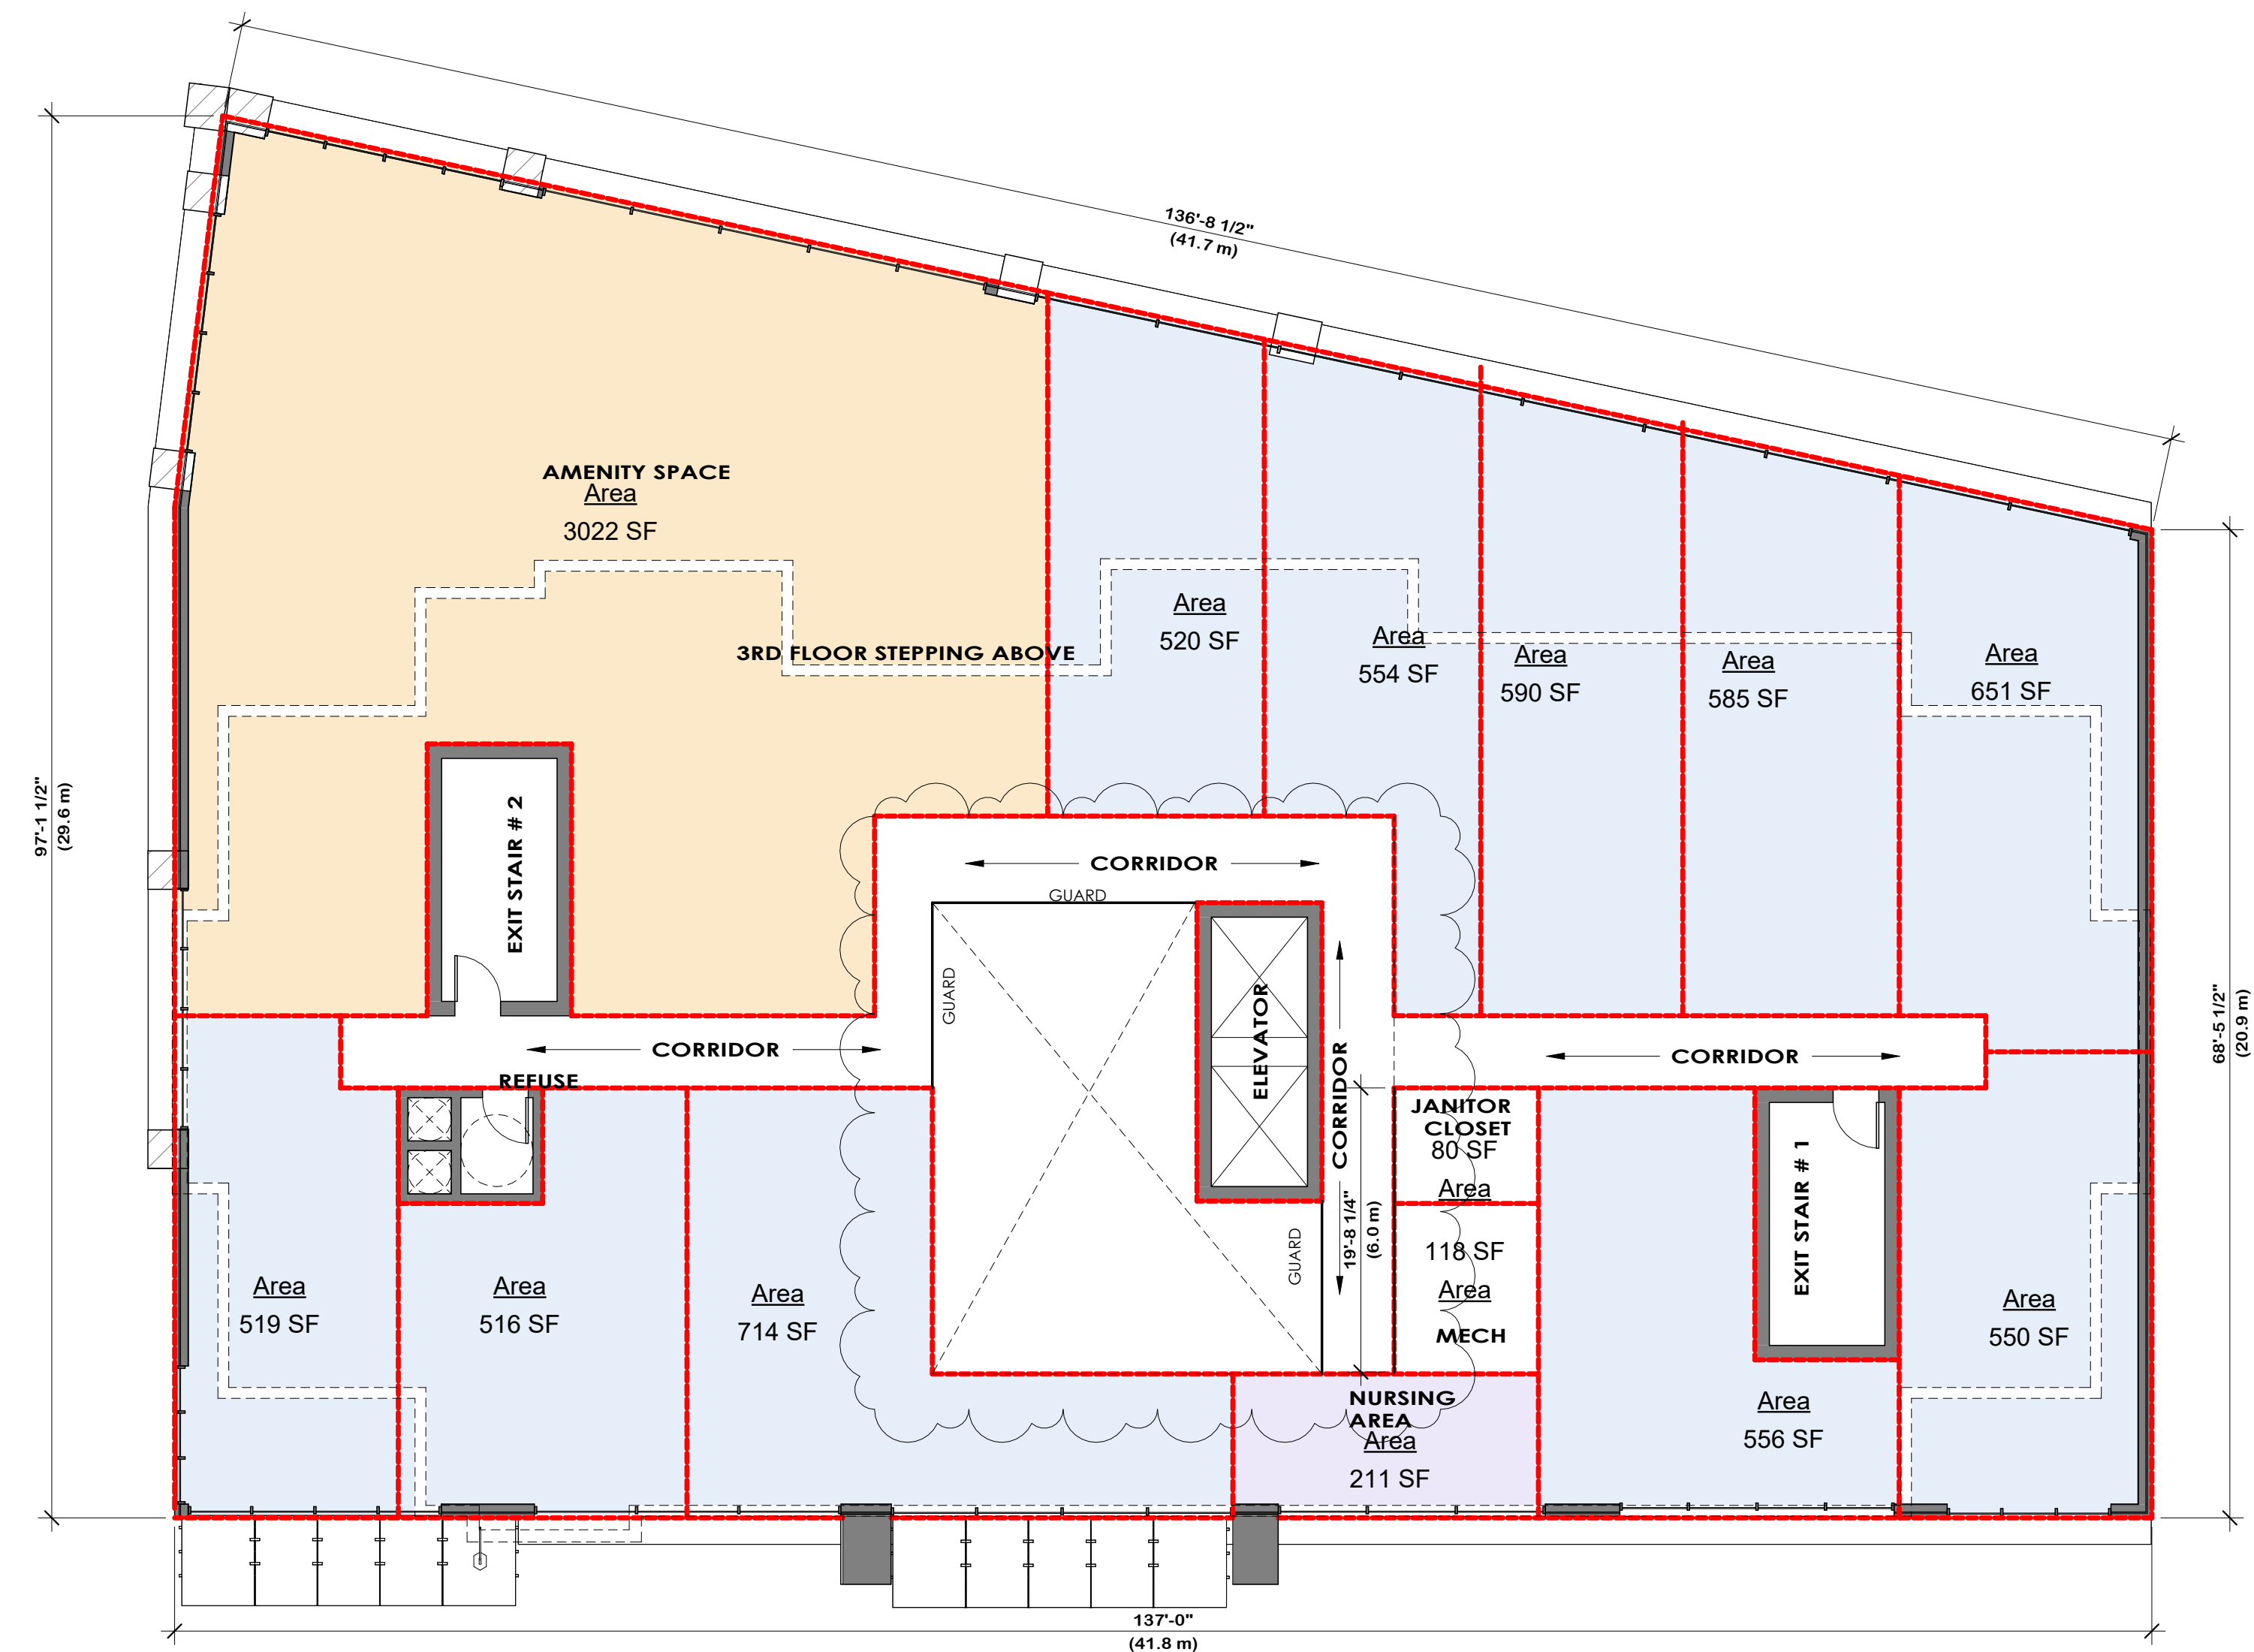 136'-8 1/2"
(41.7 m)
97'-1 1/2"
(29.6 m)
AMENITY SPACE
Area
3022 SF
3RD FLOOR STEPPING ABOVE
Area
520 SF
Area
554 SF
Area
590 SF
Area
585 SF
Area
651 SF
EXIT STAIR # 2
CORRIDOR
GUARD
GUARD
ELEVATOR
CORRIDOR
CORRIDOR
REFUSE
CORRIDOR
68'-5 1/2"
(20.9 m)
JANITOR
CLOSET
80 SF
Area
19'-8 1/4"
(6.0 m)
GUARD
118 SF
Area
MECH
EXIT STAIR # 1
Area
519 SF
Area
516 SF
Area
714 SF
NURSING
AREA
Area
211 SF
Area
556 SF
Area
550 SF
137'-0"
(41.8 m)